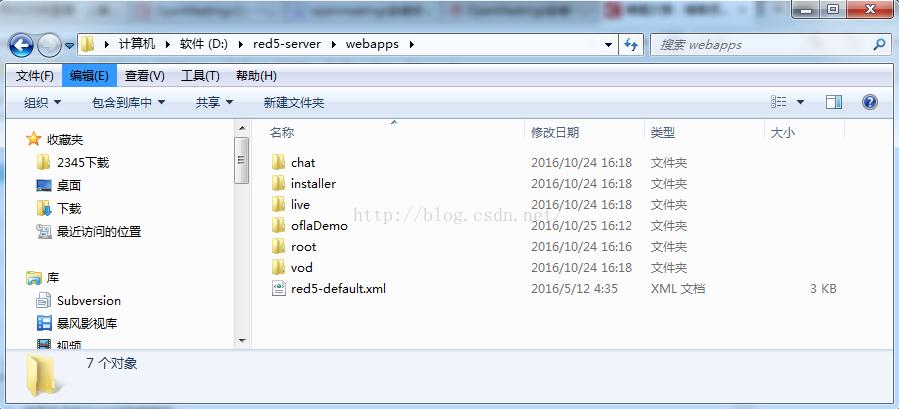 计算机 ▸ 软件 (D:) ▸ red5-server ▸ webapps ▸
搜索 webapps
文件(F) 编辑(E) 查看(V) 工具(T) 帮助(H)
组织 包含到库中 共享 新建文件夹
收藏夹
2345下载
桌面
下载
最近访问的位置
库
Subversion
暴风影视库
视频
名称 修改日期 类型 大小
chat 2016/10/24 16:18 文件夹
installer 2016/10/24 16:18 文件夹
live 2016/10/24 16:18 文件夹
oflaDemo 2016/10/25 16:12 文件夹
root 2016/10/24 16:16 文件夹
vod 2016/10/24 16:18 文件夹
red5-default.xml 2016/5/12 4:35 XML 文档 3 KB
http://blog.csdn.net/
7 个对象